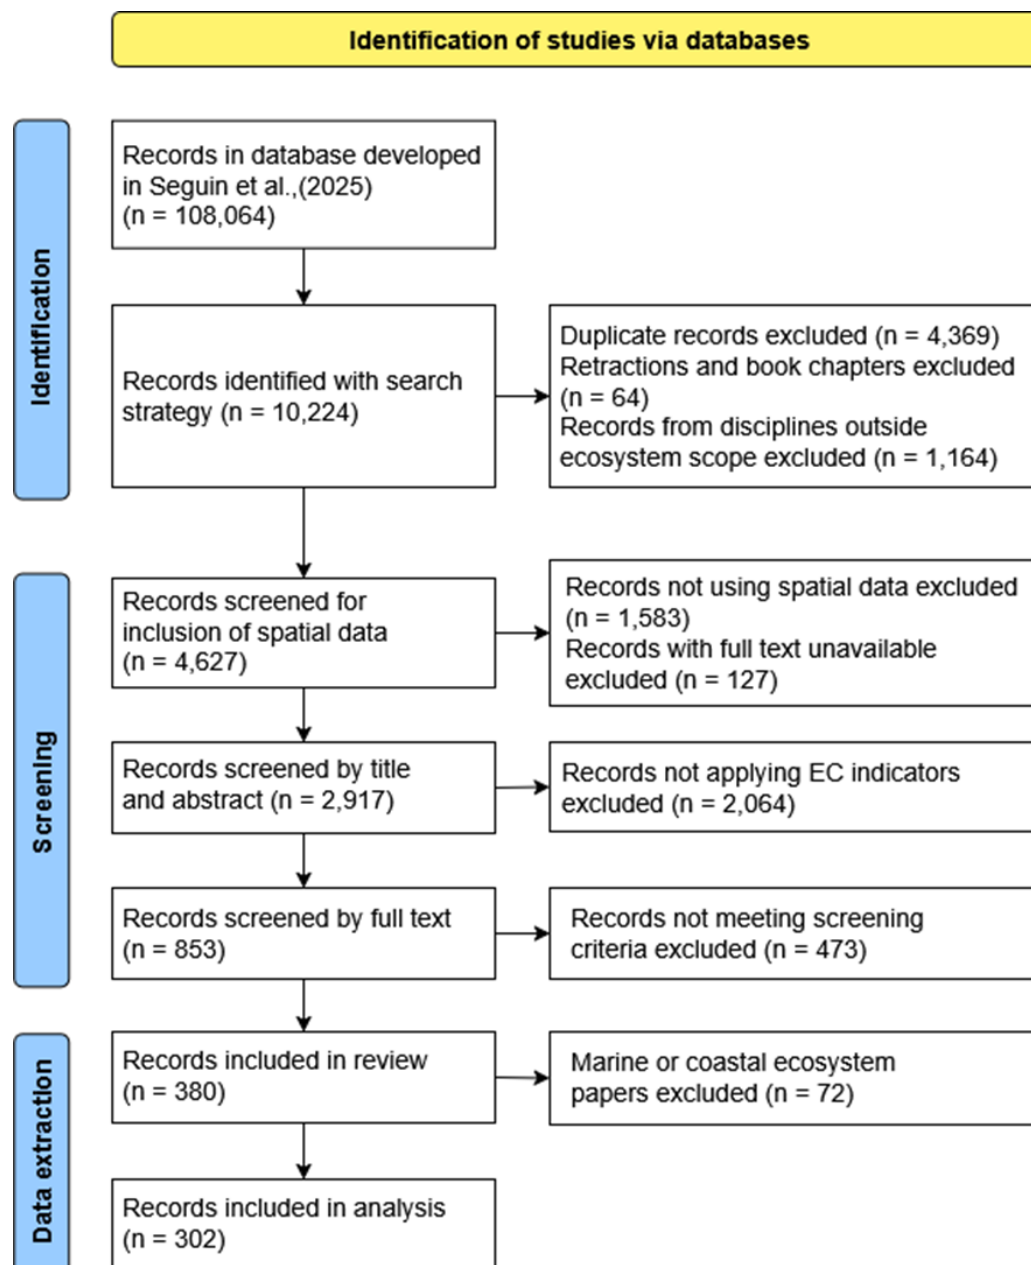 Identification of studies via databases
Identification
Records in database developed
in Seguin et al.,(2025)
(n = 108,064)
Records identified with search
strategy (n = 10,224)
Duplicate records excluded (n = 4,369)
Retractions and book chapters excluded
(n = 64)
Records from disciplines outside
ecosystem scope excluded (n = 1,164)
Screening
Records screened for
inclusion of spatial data
(n = 4,627)
Records not using spatial data excluded
(n = 1,583)
Records with full text unavailable
excluded (n = 127)
Records screened by title
and abstract (n = 2,917)
Records not applying EC indicators
excluded (n = 2,064)
Records screened by full text
(n = 853)
Records not meeting screening
criteria excluded (n = 473)
Data extraction
Records included in review
(n = 380)
Marine or coastal ecosystem
papers excluded (n = 72)
Records included in analysis
(n = 302)